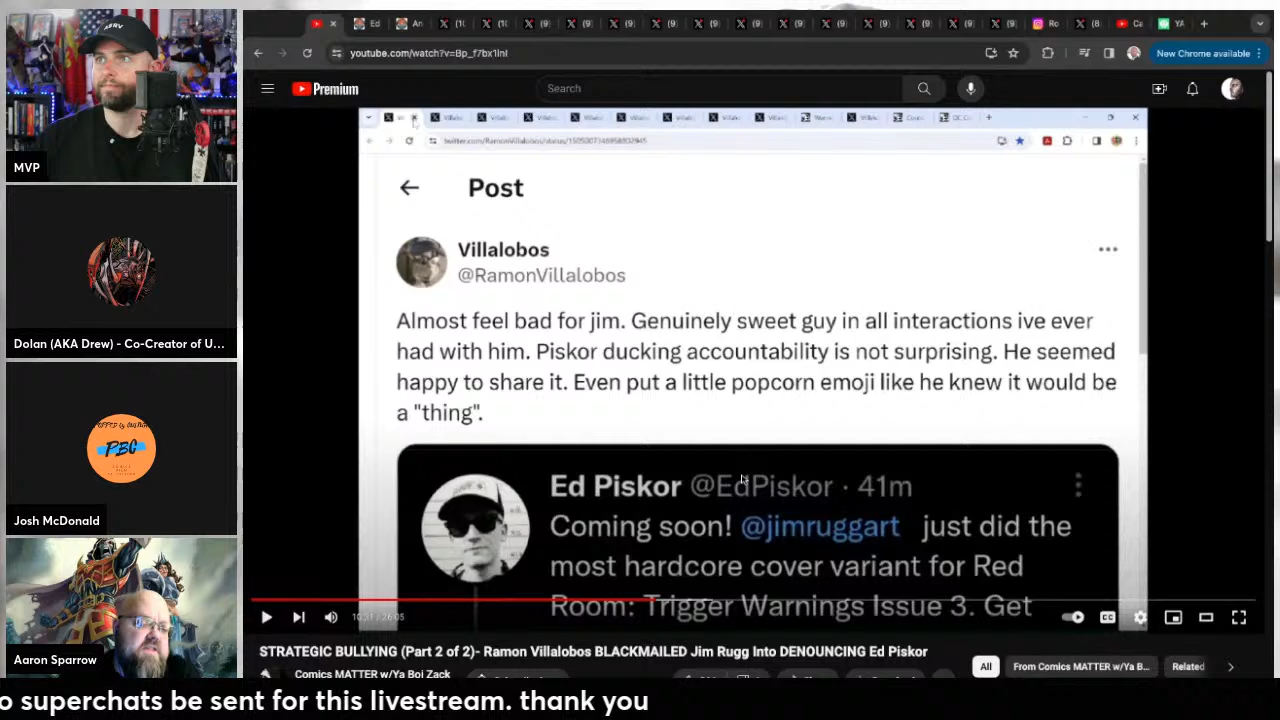 youtube.com/watch?v=Bp_f7bx1lnI
New Chrome available
Premium
Search
Post
Villalobos
@RamonVillalobos
Almost feel bad for jim. Genuinely sweet guy in all interactions ive ever
had with him. Piskor ducking accountability is not surprising. He seemed
happy to share it. Even put a little popcorn emoji like he knew it would be
a "thing".
Ed Piskor @EdPiskor · 41m
Coming soon! @jimruggart just did the
most hardcore cover variant for Red
Room: Trigger Warnings Issue 3. Get
STRATEGIC BULLYING (Part 2 of 2)- Ramon Villalobos BLACKMAILED Jim Rugg Into DENOUNCING Ed Piskor
Comics MATTER w/Ya Boi Zack
All
From Comics MATTER w/Ya B...
Related
MVP
Dolan (AKA Drew) - Co-Creator of U...
PBC
Josh McDonald
Aaron Sparrow
o superchats be sent for this livestream. thank you